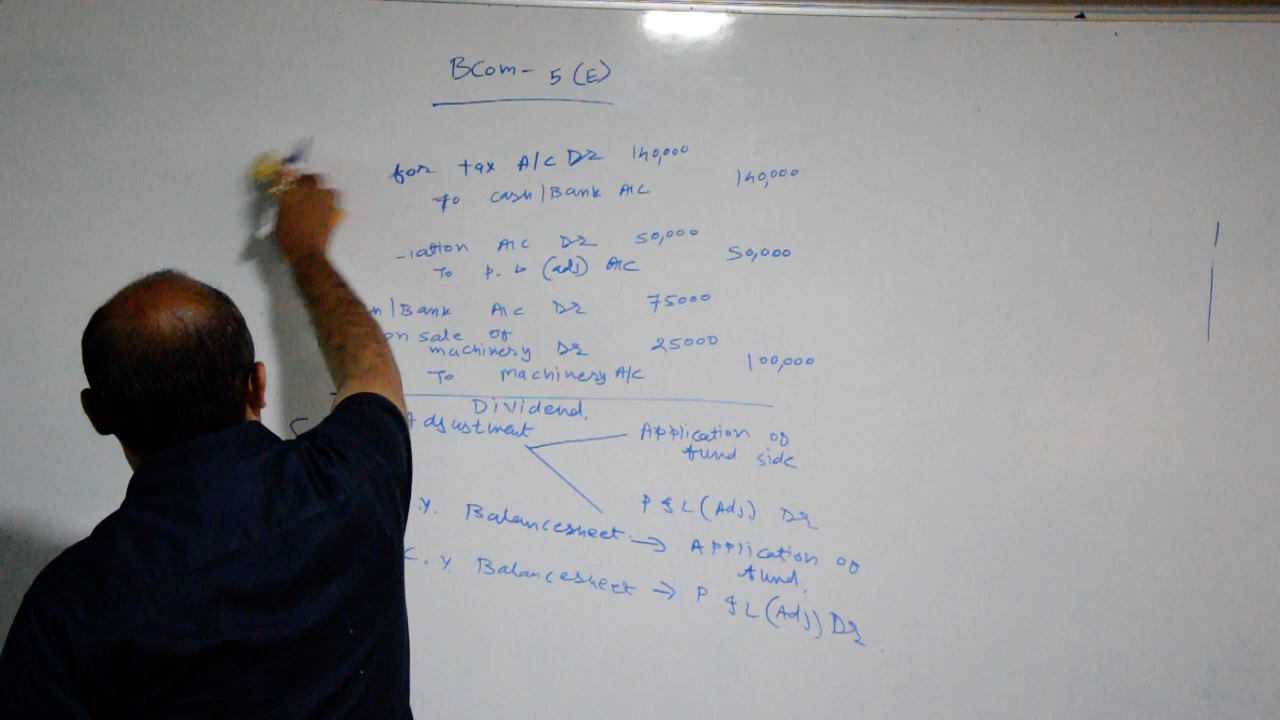 BCom - 5 (E)
for tax A/C Dr 140,000
To cash/Bank A/C 140,000
iation A/C Dr 50,000
To P. L (adj) A/C 50,000
/Bank A/C Dr 75000
on sale of
machinery Dr 25000
To Machinery A/C 100,000
Dividend.
Adjustment
Application of
fund side
P & L (Adj) Dr
.Y. Balancesheet → Application of
fund.
C.Y. Balancesheet → P & L (Adj) Dr